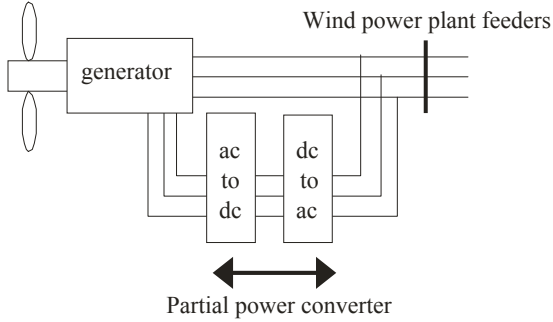 Wind power plant feeders
generator
ac
to
dc
dc
to
ac
Partial power converter